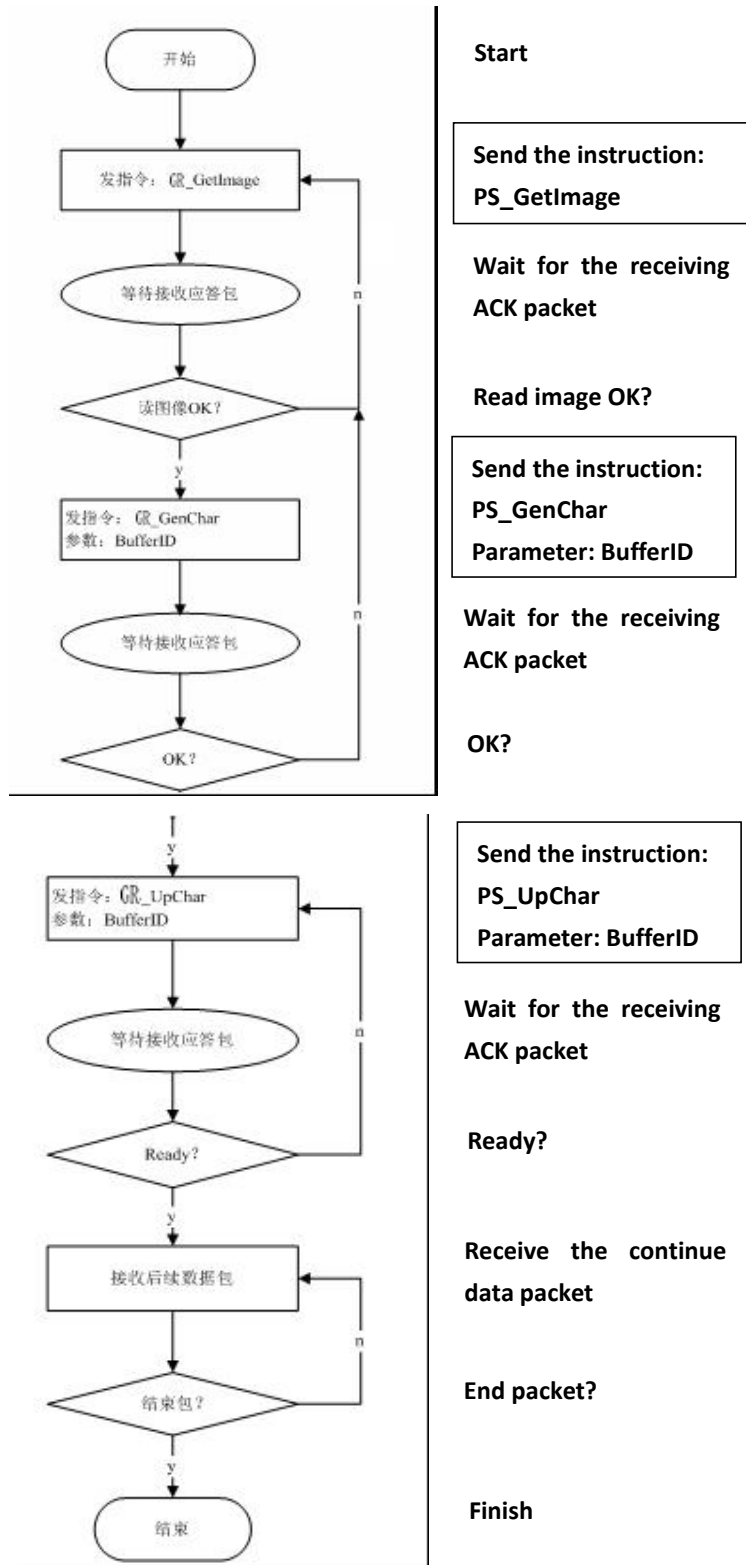 开始
Start
发指令：GR_GetImage
Send the instruction:
PS_GetImage
等待接收应答包
n
Wait for the receiving
ACK packet
读图像OK？
Read image OK?
y
发指令：GR_GenChar
参数：BufferID
Send the instruction:
PS_GenChar
Parameter: BufferID
等待接收应答包
n
Wait for the receiving
ACK packet
OK？
OK?
y
发指令：GR_UpChar
参数：BufferID
Send the instruction:
PS_UpChar
Parameter: BufferID
等待接收应答包
n
Wait for the receiving
ACK packet
Ready？
Ready?
y
接收后续数据包
Receive the continue
data packet
n
结束包？
End packet?
y
结束
Finish